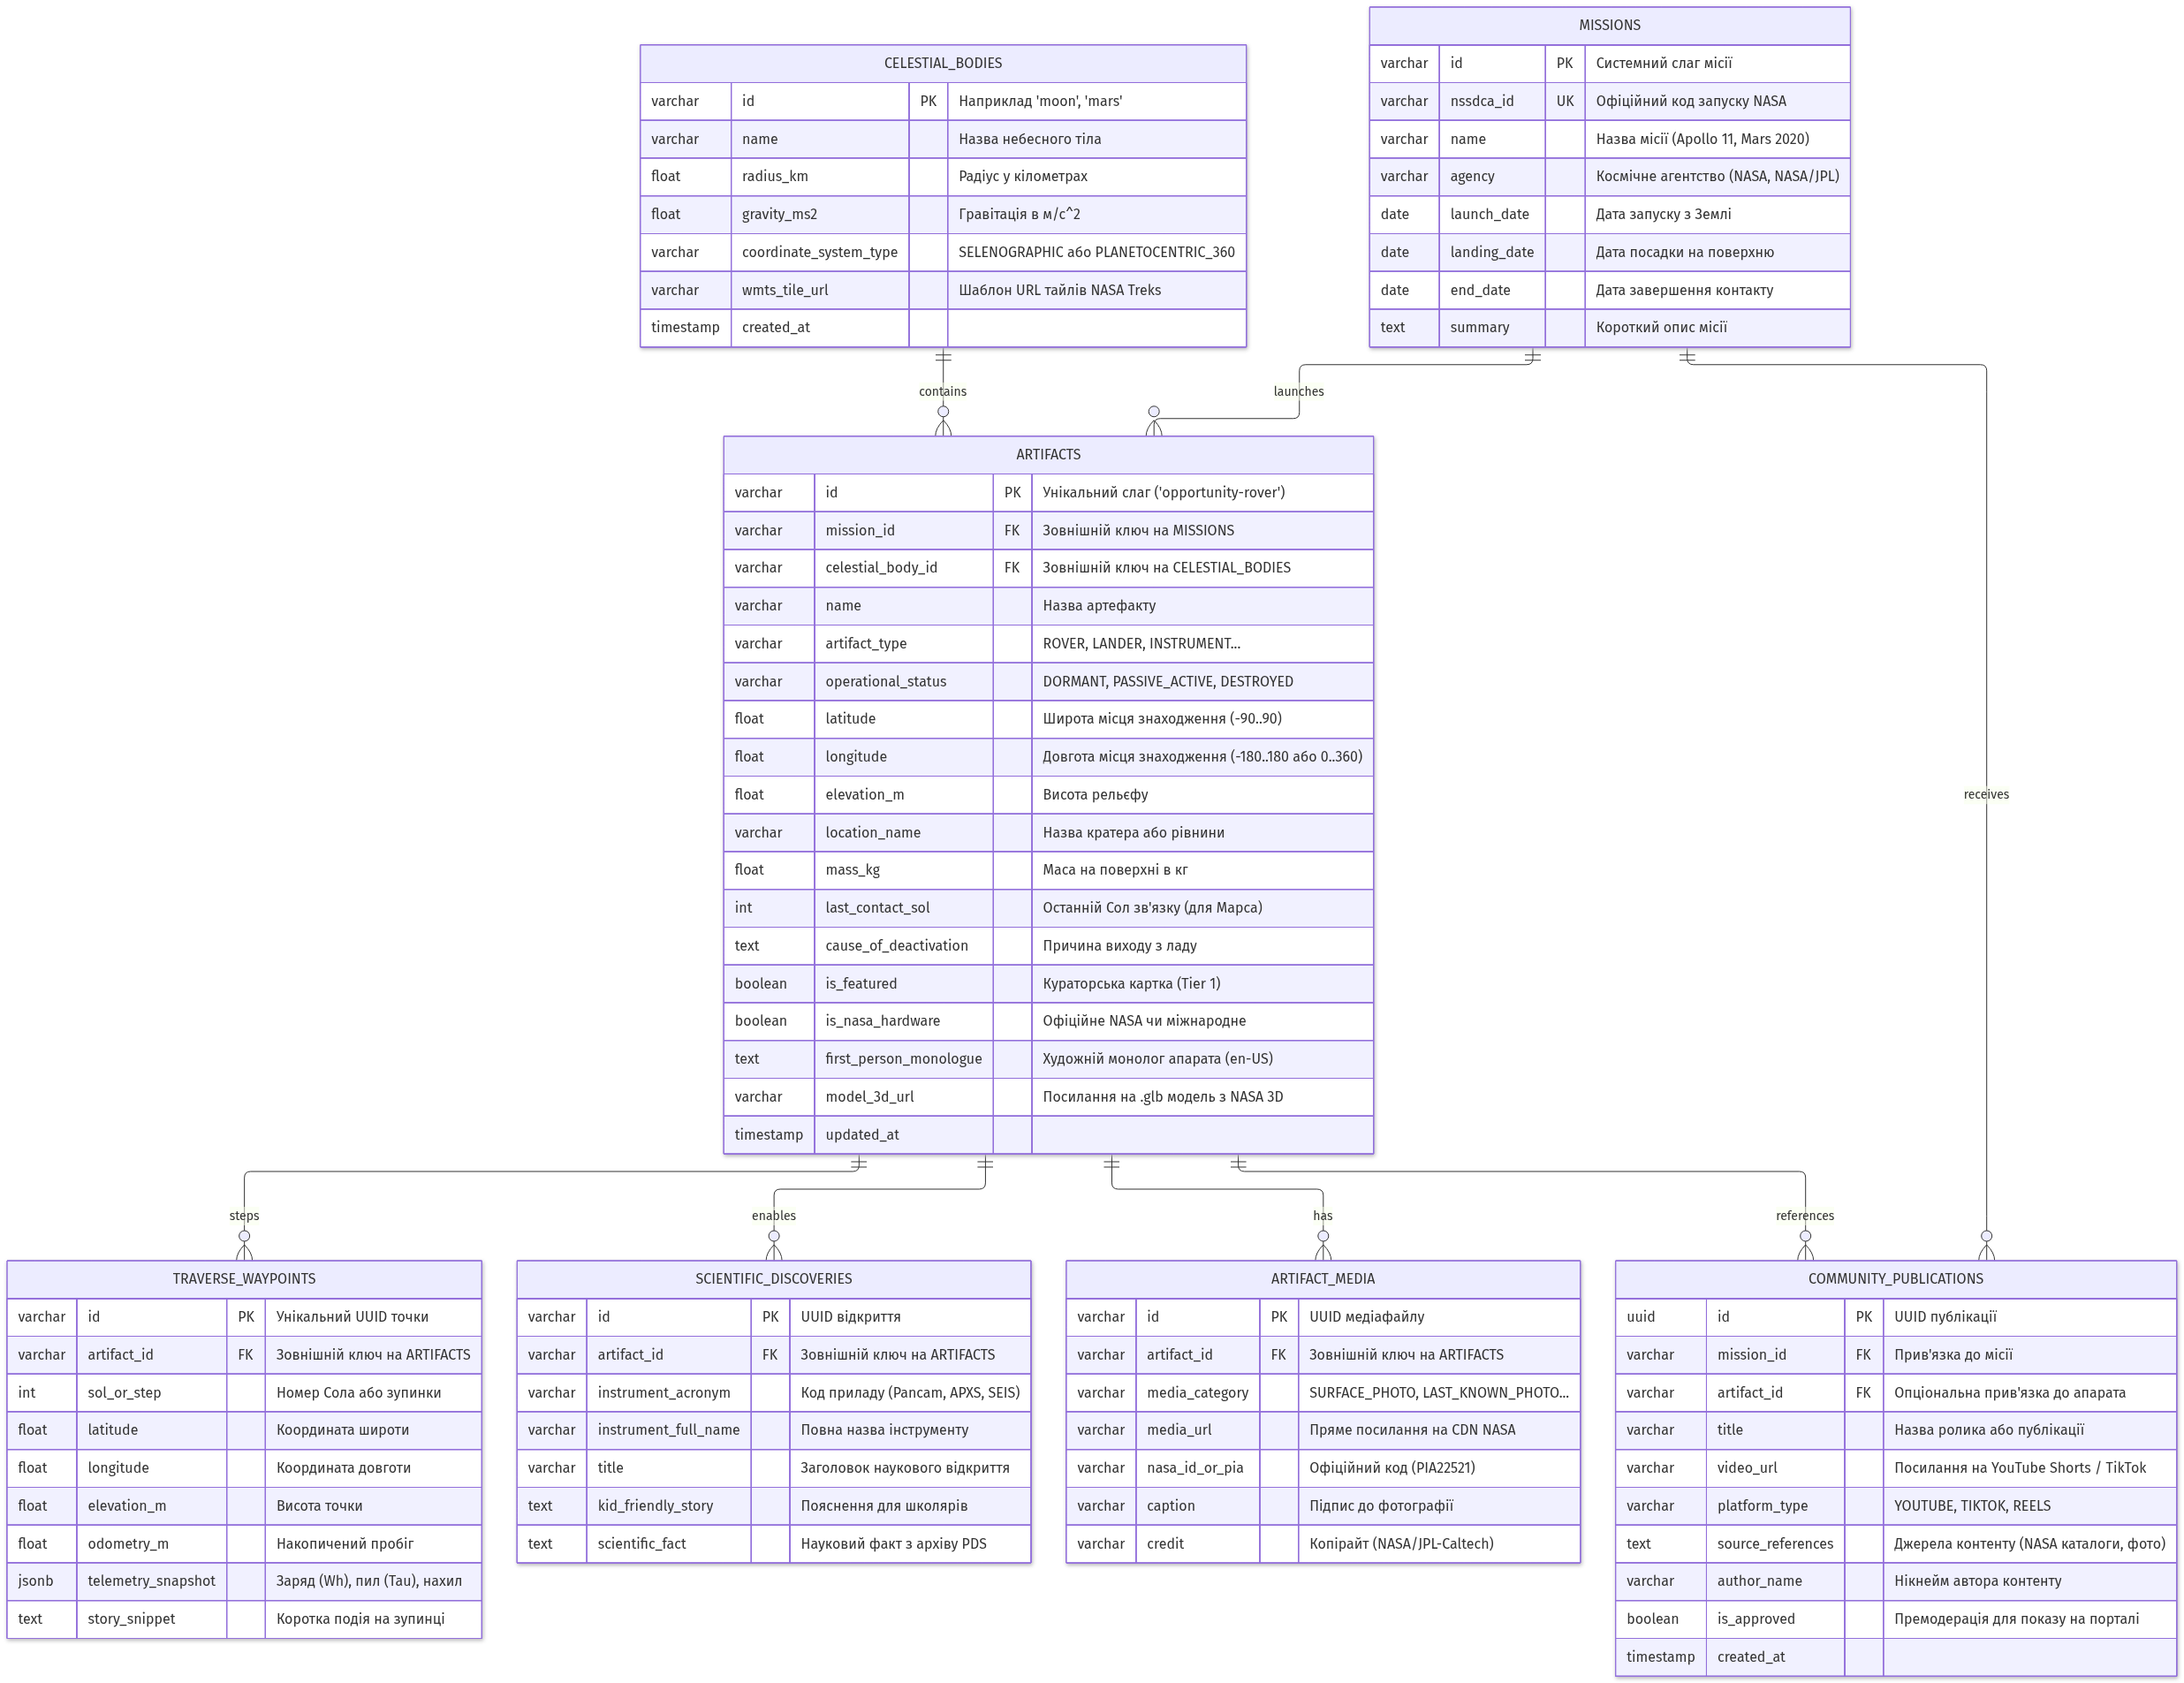 MISSIONS
varchar id PK Системний слаг місії
varchar nssdca_id UK Офіційний код запуску NASA
varchar name Назва місії (Apollo 11, Mars 2020)
varchar agency Космічне агентство (NASA, NASA/JPL)
date launch_date Дата запуску з Землі
date landing_date Дата посадки на поверхню
date end_date Дата завершення контакту
text summary Короткий опис місії
CELESTIAL_BODIES
varchar id PK Наприклад 'moon', 'mars'
varchar name Назва небесного тіла
float radius_km Радіус у кілометрах
float gravity_ms2 Гравітація в м/с^2
varchar coordinate_system_type SELENOGRAPHIC або PLANETOCENTRIC_360
varchar wmts_tile_url Шаблон URL тайлів NASA Treks
timestamp created_at
contains
launches
ARTIFACTS
varchar id PK Унікальний слаг ('opportunity-rover')
varchar mission_id FK Зовнішній ключ на MISSIONS
varchar celestial_body_id FK Зовнішній ключ на CELESTIAL_BODIES
varchar name Назва артефакту
varchar artifact_type ROVER, LANDER, INSTRUMENT...
varchar operational_status DORMANT, PASSIVE_ACTIVE, DESTROYED
float latitude Широта місця знаходження (-90..90)
float longitude Довгота місця знаходження (-180..180 або 0..360)
float elevation_m Висота рельєфу
varchar location_name Назва кратера або рівнини
float mass_kg Маса на поверхні в кг
int last_contact_sol Останній Сол зв'язку (для Марса)
text cause_of_deactivation Причина виходу з ладу
boolean is_featured Кураторська картка (Tier 1)
boolean is_nasa_hardware Офіційне NASA чи міжнародне
text first_person_monologue Художній монолог апарата (en-US)
varchar model_3d_url Посилання на .glb модель з NASA 3D
timestamp updated_at
receives
steps
enables
has
references
TRAVERSE_WAYPOINTS
varchar id PK Унікальний UUID точки
varchar artifact_id FK Зовнішній ключ на ARTIFACTS
int sol_or_step Номер Сола або зупинки
float latitude Координата широти
float longitude Координата довготи
float elevation_m Висота точки
float odometry_m Накопичений пробіг
jsonb telemetry_snapshot Заряд (Wh), пил (Tau), нахил
text story_snippet Коротка подія на зупинці
SCIENTIFIC_DISCOVERIES
varchar id PK UUID відкриття
varchar artifact_id FK Зовнішній ключ на ARTIFACTS
varchar instrument_acronym Код приладу (Pancam, APXS, SEIS)
varchar instrument_full_name Повна назва інструменту
varchar title Заголовок наукового відкриття
text kid_friendly_story Пояснення для школярів
text scientific_fact Науковий факт з архіву PDS
ARTIFACT_MEDIA
varchar id PK UUID медіафайлу
varchar artifact_id FK Зовнішній ключ на ARTIFACTS
varchar media_category SURFACE_PHOTO, LAST_KNOWN_PHOTO...
varchar media_url Пряме посилання на CDN NASA
varchar nasa_id_or_pia Офіційний код (PIA22521)
varchar caption Підпис до фотографії
varchar credit Копірайт (NASA/JPL-Caltech)
COMMUNITY_PUBLICATIONS
uuid id PK UUID публікації
varchar mission_id FK Прив'язка до місії
varchar artifact_id FK Опціональна прив'язка до апарата
varchar title Назва ролика або публікації
varchar video_url Посилання на YouTube Shorts / TikTok
varchar platform_type YOUTUBE, TIKTOK, REELS
text source_references Джерела контенту (NASA каталоги, фото)
varchar author_name Нікнейм автора контенту
boolean is_approved Премодерація для показу на порталі
timestamp created_at